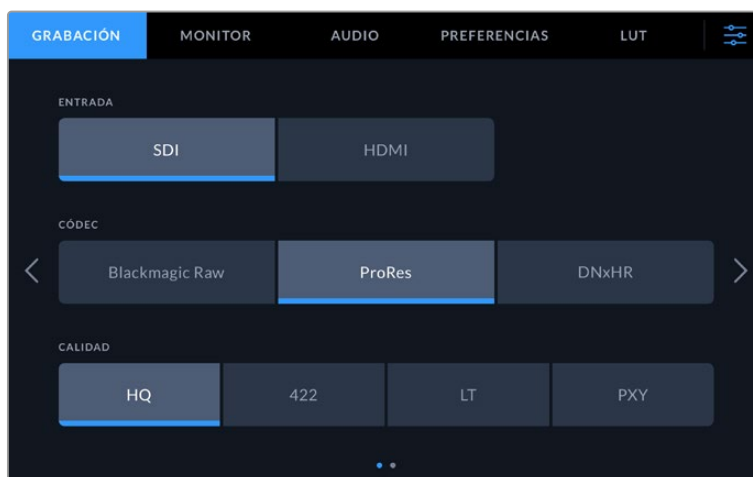 GRABACIÓN MONITOR AUDIO PREFERENCIAS LUT
ENTRADA
SDI HDMI
CÓDEC
Blackmagic Raw ProRes DNxHR
CALIDAD
HQ 422 LT PXY